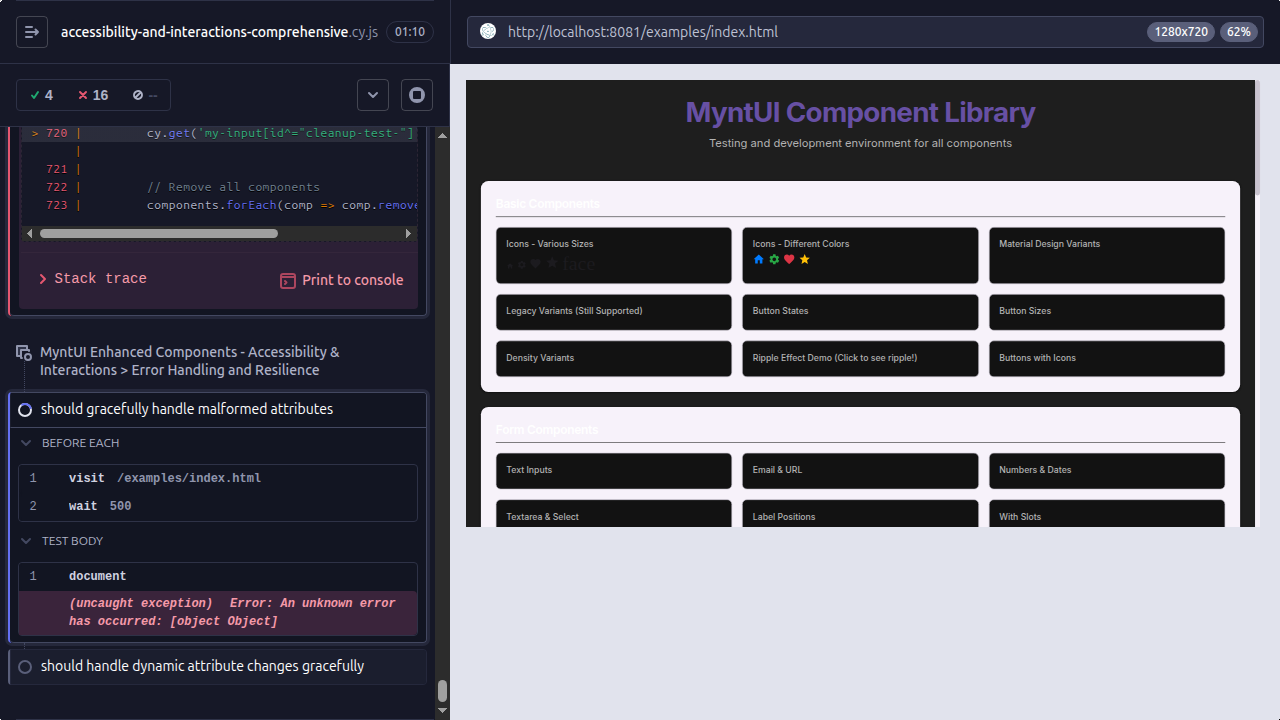 accessibility-and-interactions-comprehensive.cy.js 01:10
4 16 --
> 720 | cy.get('my-input[id^="cleanup-test-"]
|
721 |
722 | // Remove all components
723 | components.forEach(comp => comp.remove
Stack trace
Print to console
MyntUI Enhanced Components - Accessibility &
Interactions > Error Handling and Resilience
should gracefully handle malformed attributes
BEFORE EACH
1 visit /examples/index.html
2 wait 500
TEST BODY
1 document
(uncaught exception) Error: An unknown error
has occurred: [object Object]
should handle dynamic attribute changes gracefully
http://localhost:8081/examples/index.html 1280x720 62%
MyntUI Component Library
Testing and development environment for all components
Basic Components
Icons - Various Sizes
face
Icons - Different Colors
Material Design Variants
Legacy Variants (Still Supported)
Button States
Button Sizes
Density Variants
Ripple Effect Demo (Click to see ripple!)
Buttons with Icons
Form Components
Text Inputs
Email & URL
Numbers & Dates
Textarea & Select
Label Positions
With Slots